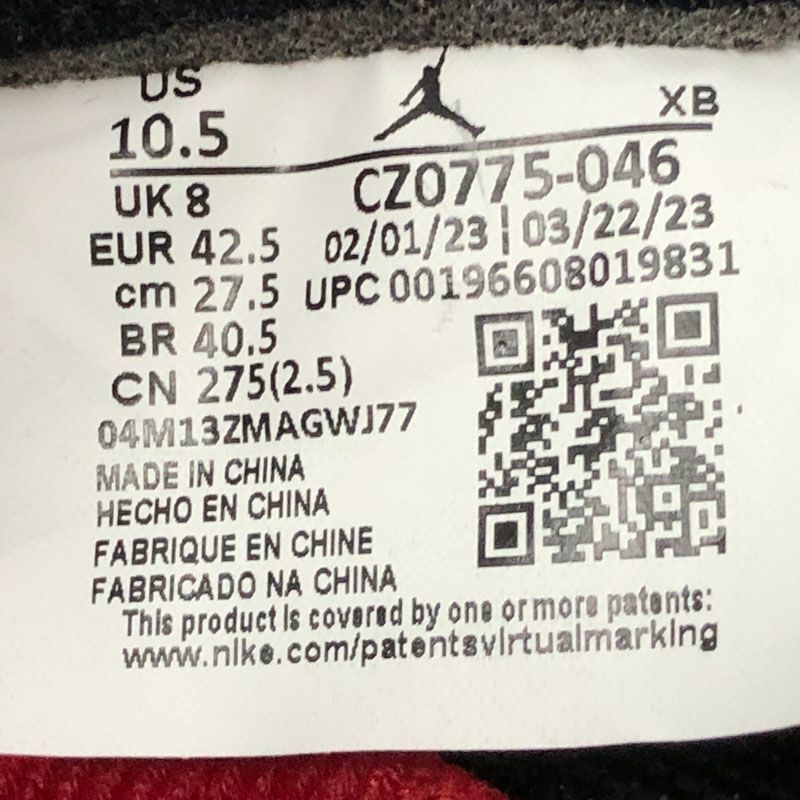 US
10.5
XB
UK 8
CZ0775-046
EUR 42.5
02/01/23 | 03/22/23
cm 27.5
UPC 00196608019831
BR 40.5
CN 275(2.5)
04M13ZMAGWJ77
MADE IN CHINA
HECHO EN CHINA
FABRIQUE EN CHINE
FABRICADO NA CHINA
This product is covered by one or more patents:
www.nike.com/patentsvirtualmarking